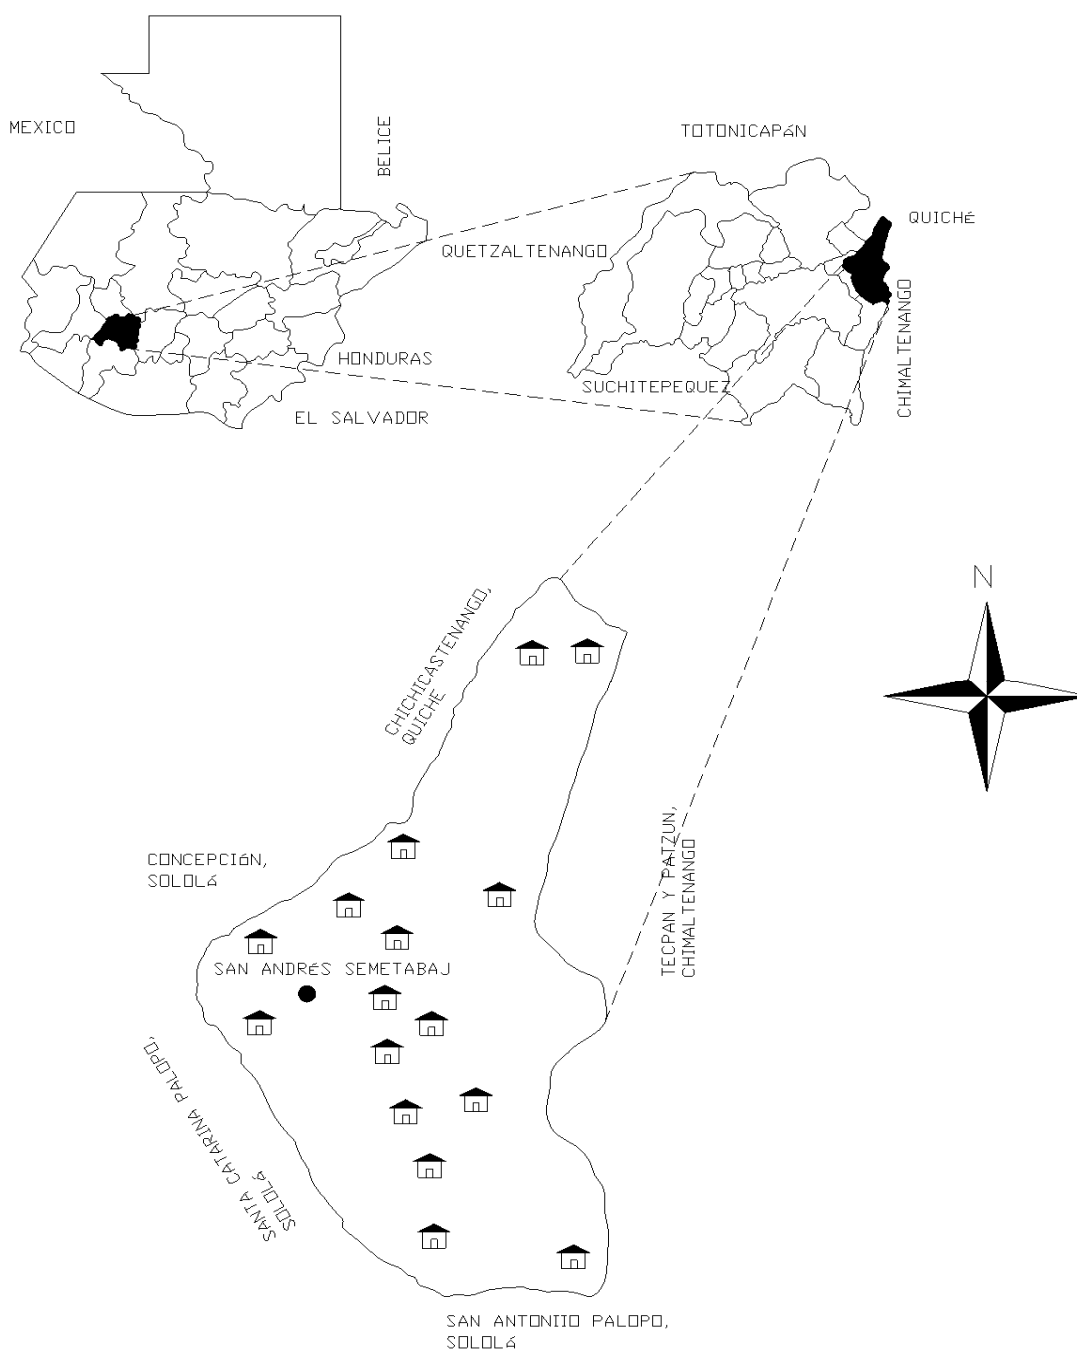 MEXICO
BELICE
TOTONICAPáN
QUICHé
QUETZALTENANGO
CHIMALTENANGO
HONDURAS
SUCHITEPEQUEZ
EL SALVADOR
N
CHICHICASTENANGO,
QUICHE
TECPAN Y PATZUN,
CHIMALTENANGO
CONCEPCIóN,
SOLOLá
SAN ANDRéS SEMETABAJ
SANTA CATARINA PALOPO,
SOLOLá
SAN ANTONIIO PALOPO,
SOLOLá